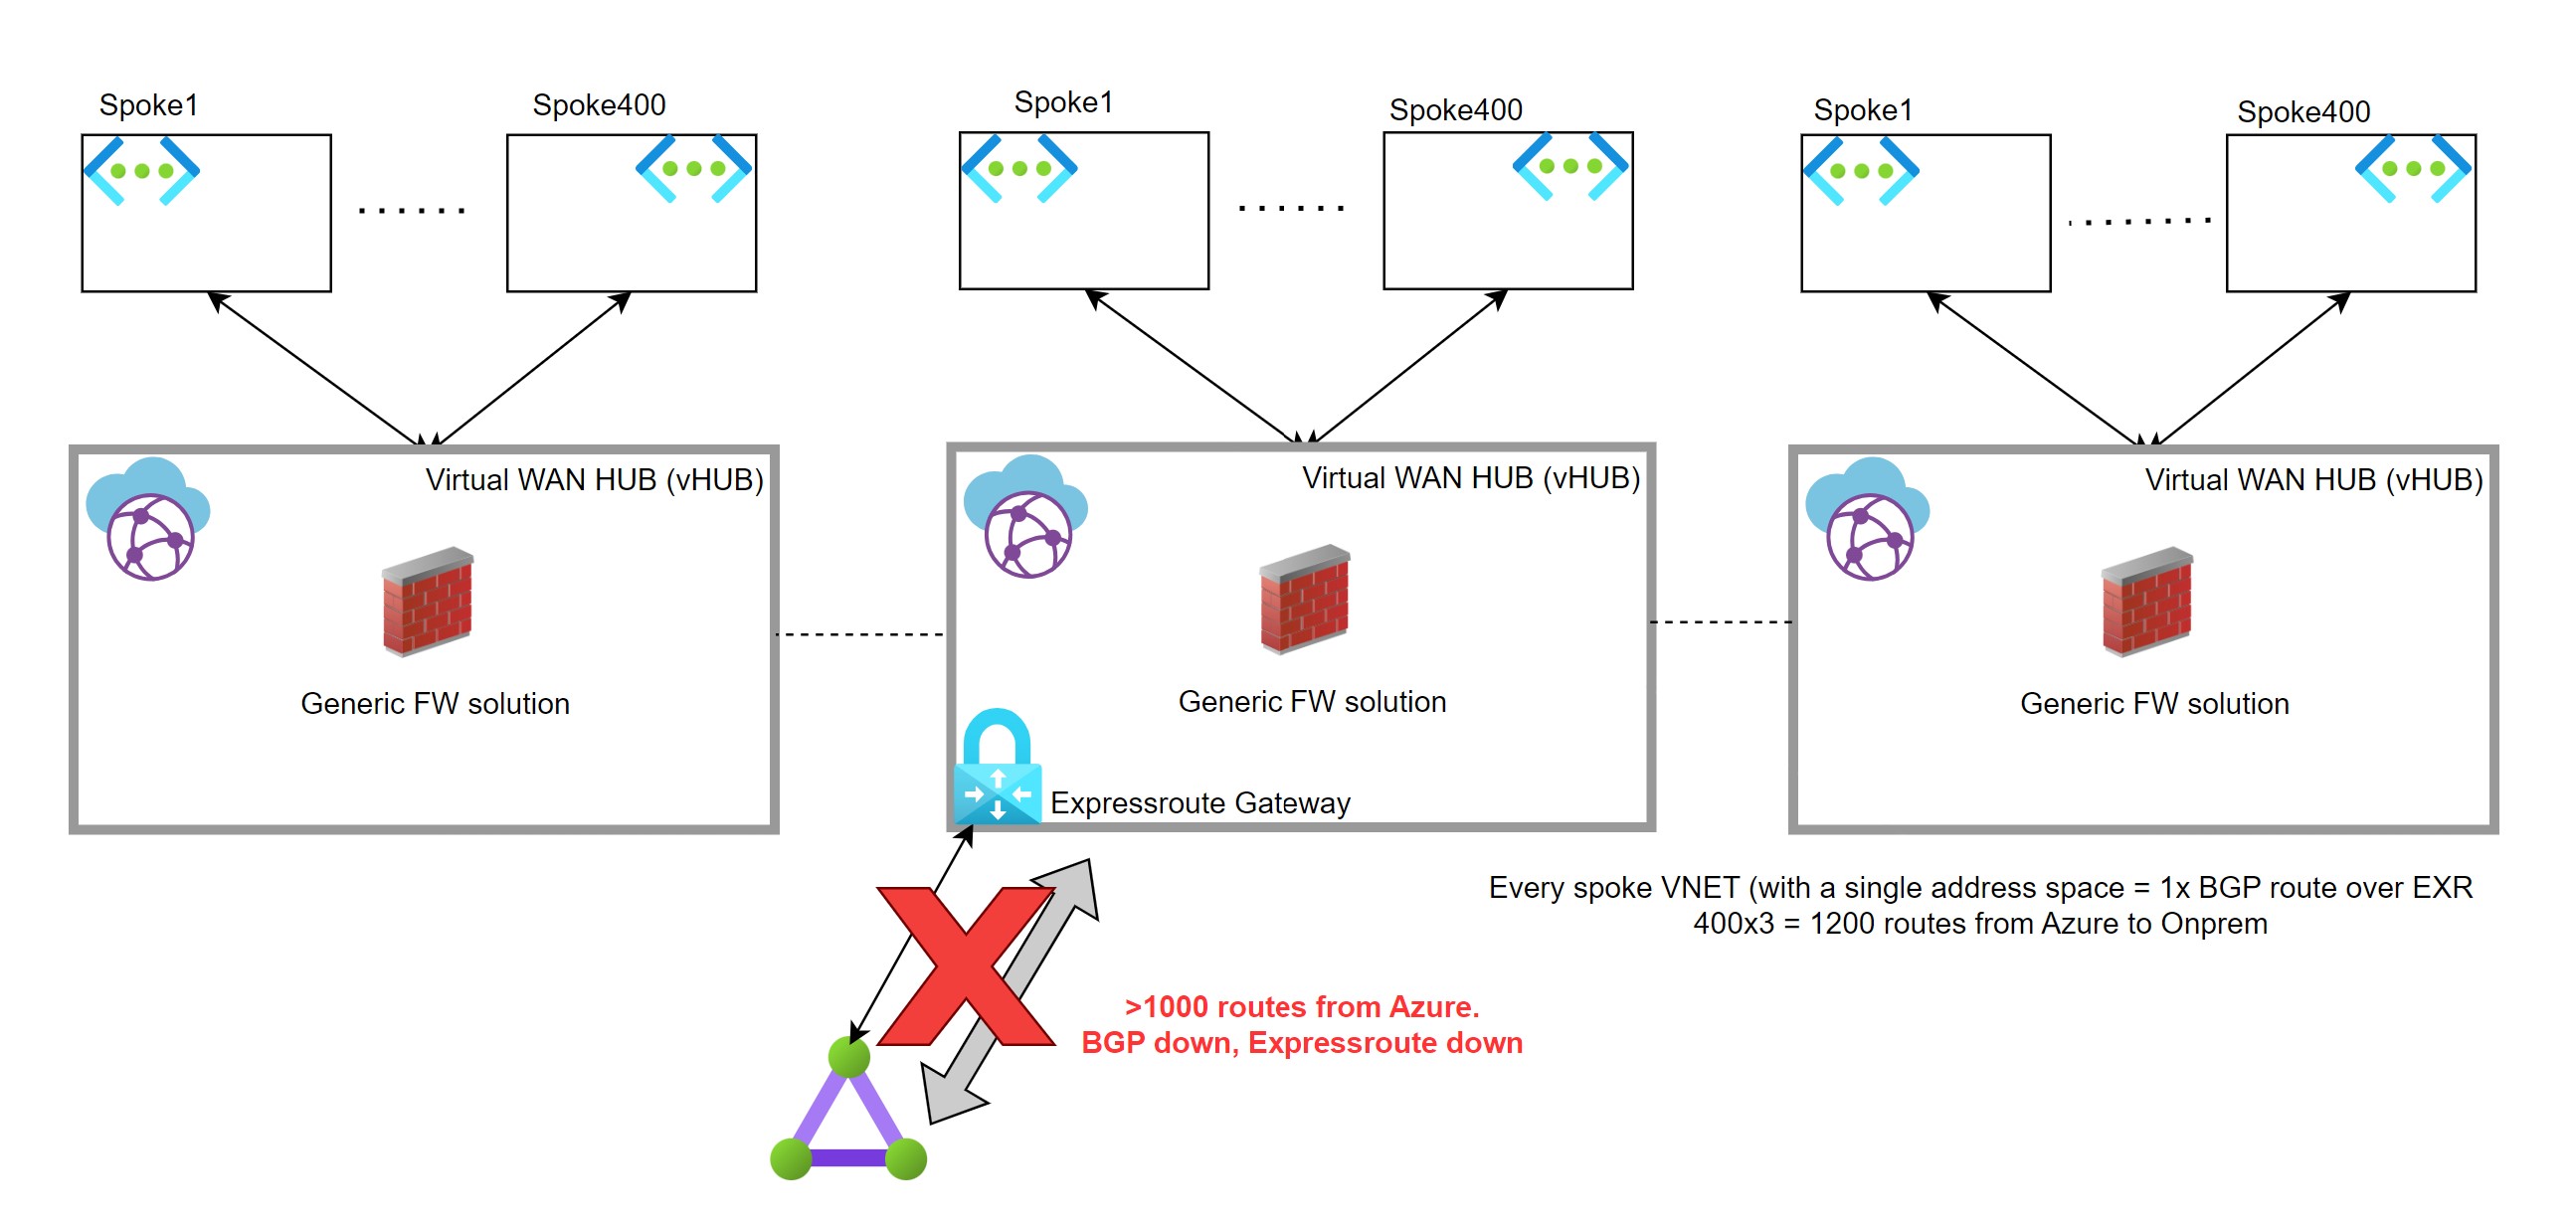 Spoke1
Spoke400
Spoke1
Spoke400
Spoke1
Spoke400
Virtual WAN HUB (vHUB)
Virtual WAN HUB (vHUB)
Virtual WAN HUB (vHUB)
Generic FW solution
Generic FW solution
Generic FW solution
Expressroute Gateway
Every spoke VNET (with a single address space = 1x BGP route over EXR
400x3 = 1200 routes from Azure to Onprem
>1000 routes from Azure.
BGP down, Expressroute down